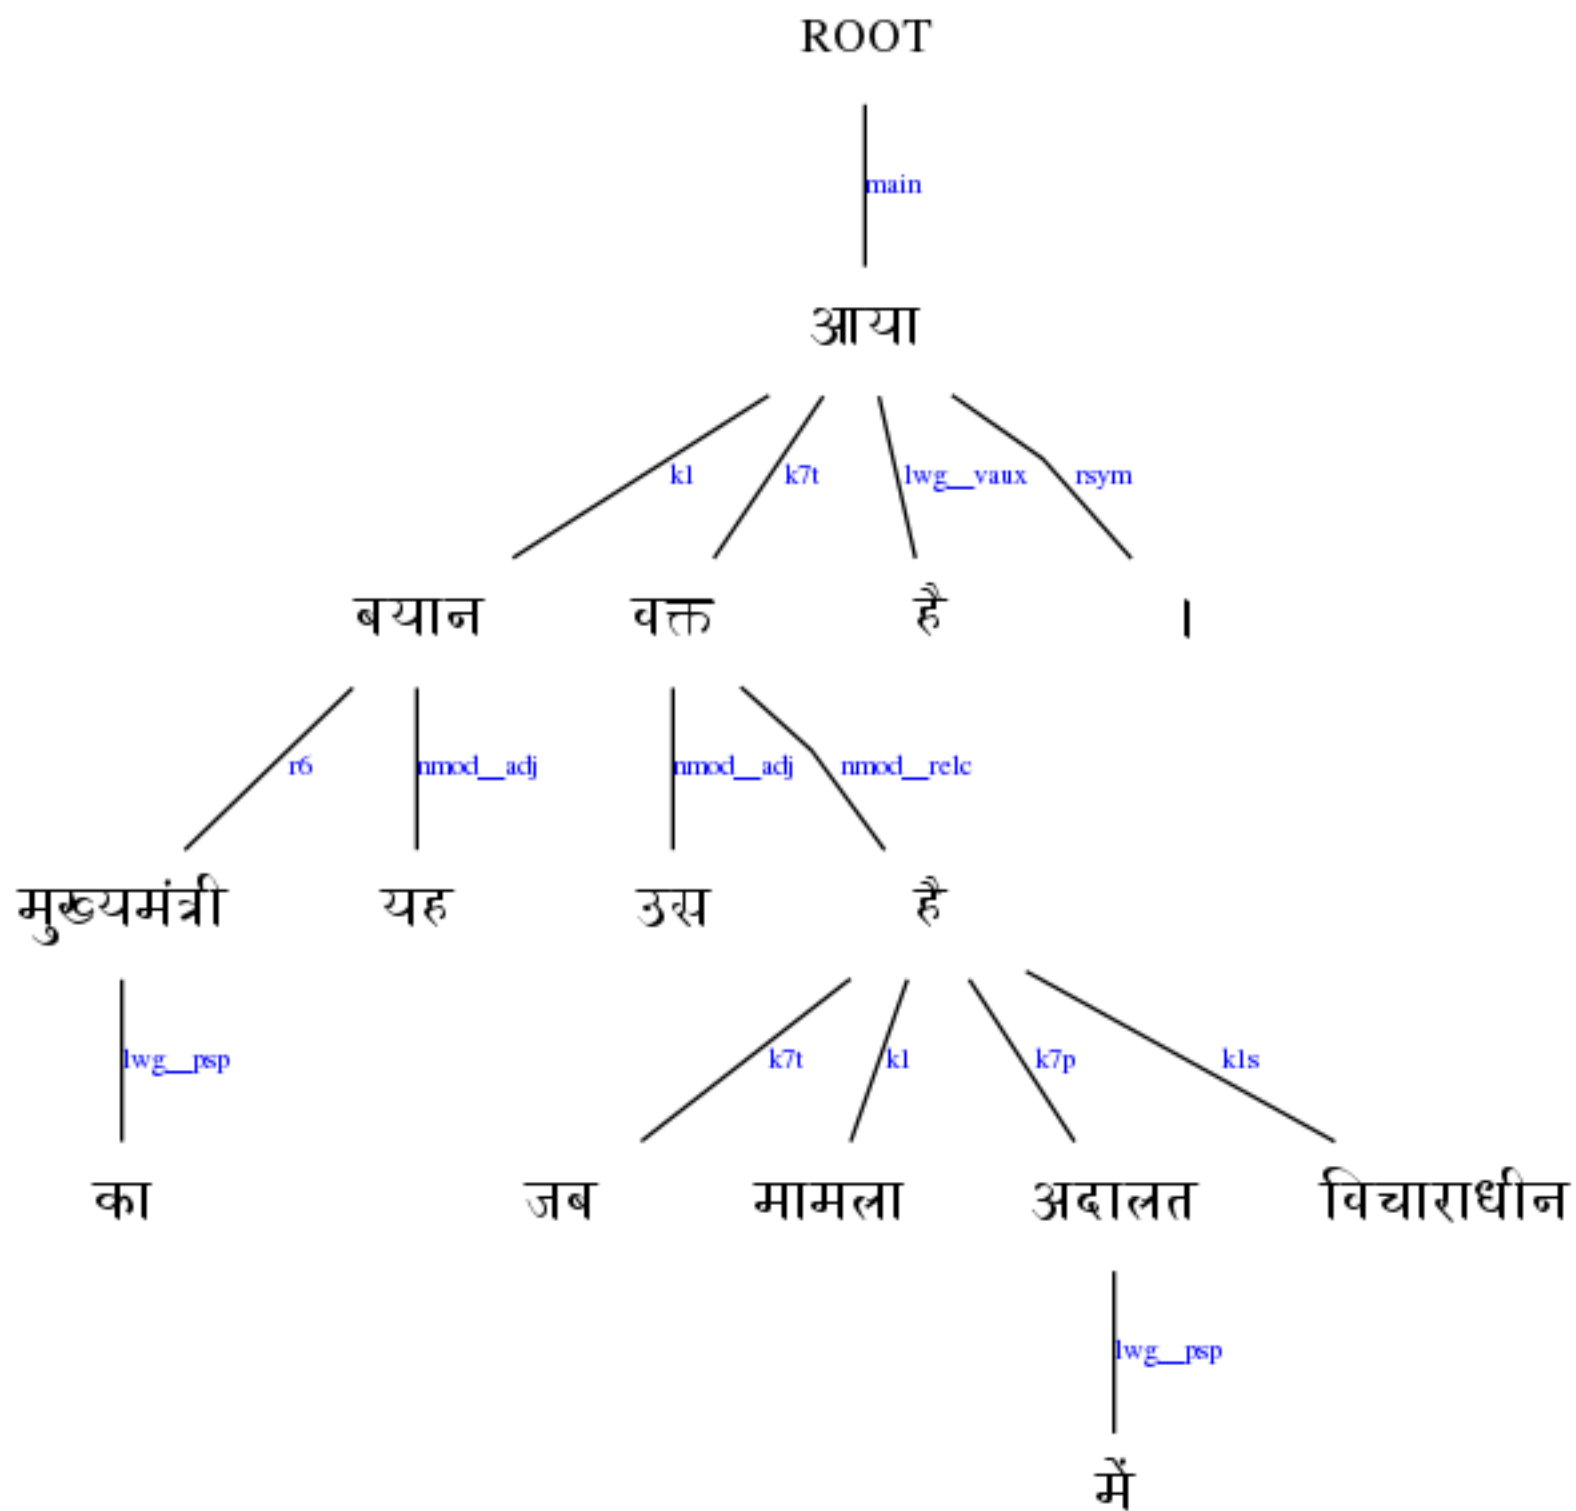 ROOT
main
आया
k1 k7t lwg__vaux rsym
बयान वक्त है ।
r6 nmod__adj nmod__adj nmod__relc
मुख्यमंत्री यह उस है
lwg__psp k7t k1 k7p k1s
का जब मामला अदालत विचाराधीन
lwg__psp
में